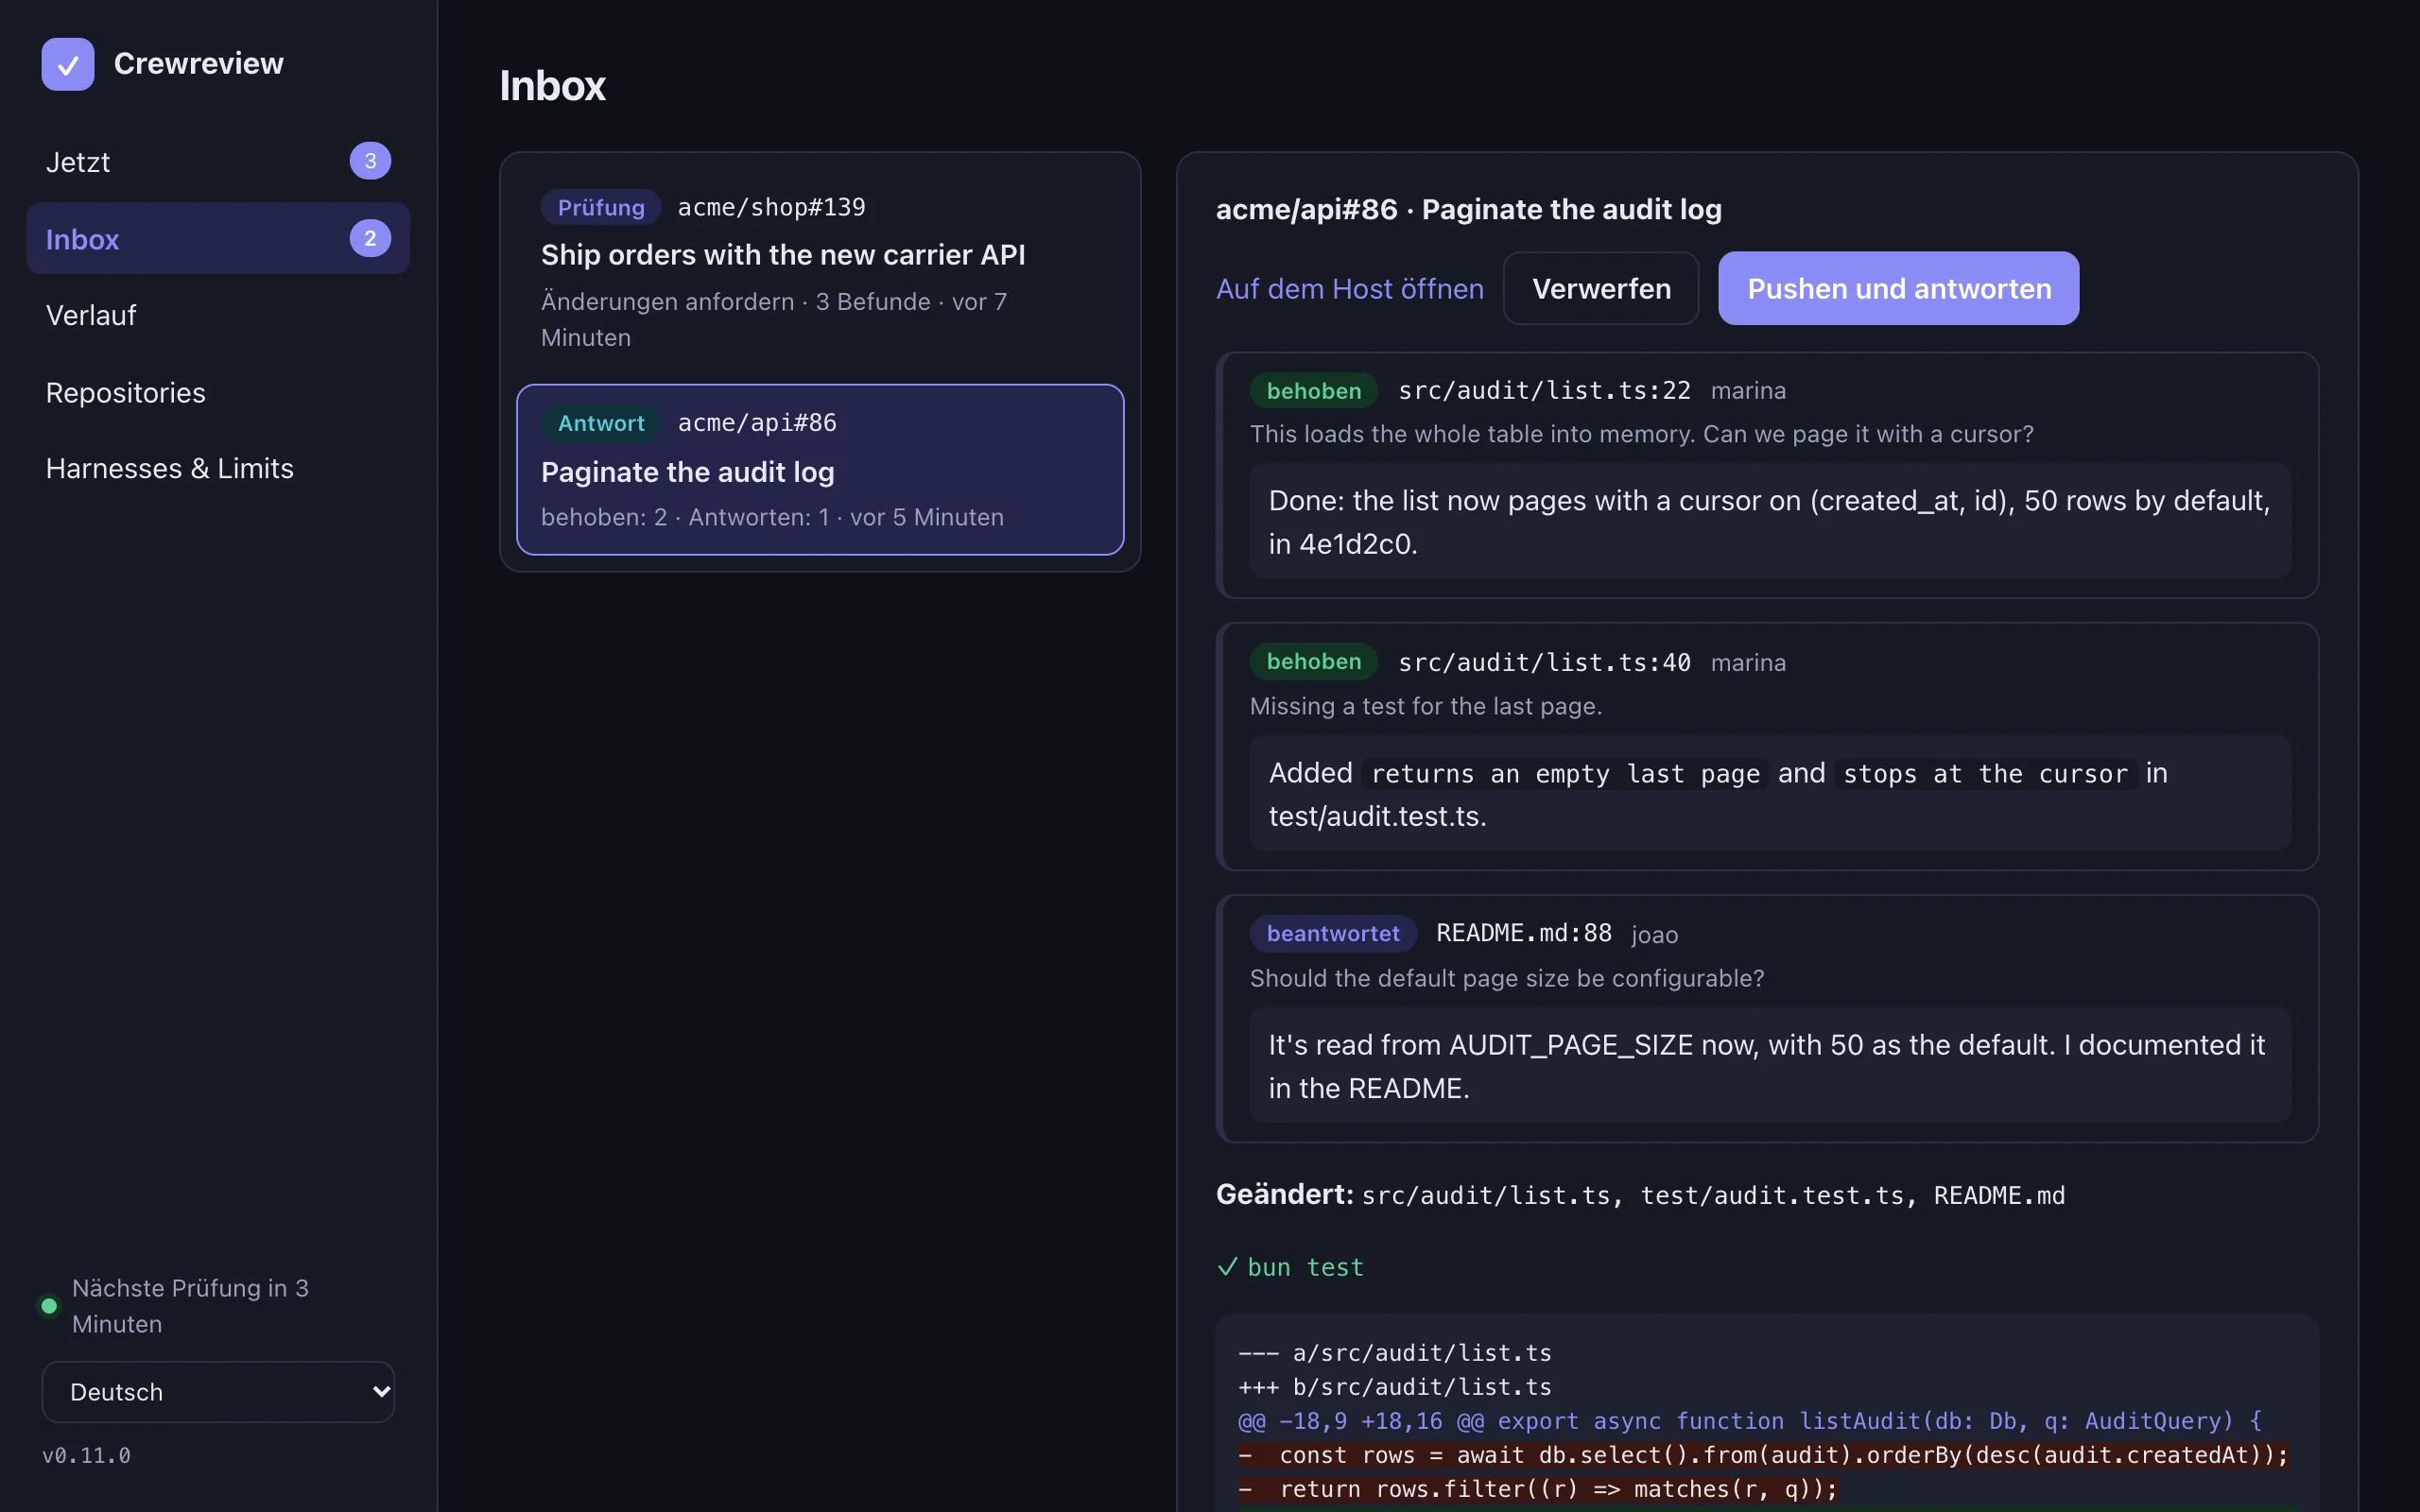 Crewreview
Jetzt 3
Inbox 2
Verlauf
Repositories
Harnesses & Limits
Nächste Prüfung in 3
Minuten
Deutsch
v0.11.0
Inbox
Prüfung acme/shop#139
Ship orders with the new carrier API
Änderungen anfordern · 3 Befunde · vor 7
Minuten
Antwort acme/api#86
Paginate the audit log
behoben: 2 · Antworten: 1 · vor 5 Minuten
acme/api#86 · Paginate the audit log
Auf dem Host öffnen Verwerfen Pushen und antworten
behoben src/audit/list.ts:22 marina
This loads the whole table into memory. Can we page it with a cursor?
Done: the list now pages with a cursor on (created_at, id), 50 rows by default,
in 4e1d2c0.
behoben src/audit/list.ts:40 marina
Missing a test for the last page.
Added returns an empty last page and stops at the cursor in
test/audit.test.ts.
beantwortet README.md:88 joao
Should the default page size be configurable?
It's read from AUDIT_PAGE_SIZE now, with 50 as the default. I documented it
in the README.
Geändert: src/audit/list.ts, test/audit.test.ts, README.md
✓ bun test
--- a/src/audit/list.ts
+++ b/src/audit/list.ts
@@ -18,9 +18,16 @@ export async function listAudit(db: Db, q: AuditQuery) {
-  const rows = await db.select().from(audit).orderBy(desc(audit.createdAt));
-  return rows.filter((r) => matches(r, q));